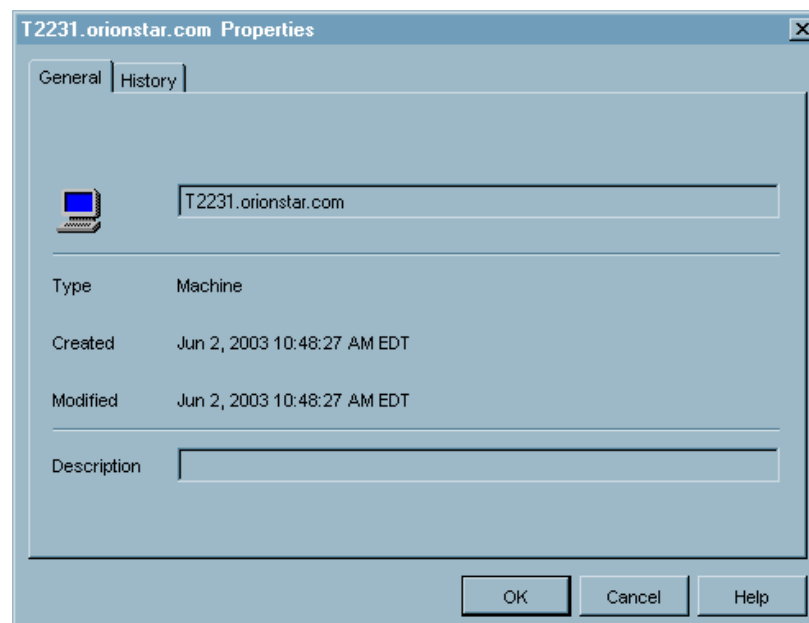 T2231.orionstar.com Properties
General History
T2231.orionstar.com
Type Machine
Created Jun 2, 2003 10:48:27 AM EDT
Modified Jun 2, 2003 10:48:27 AM EDT
Description
OK Cancel Help